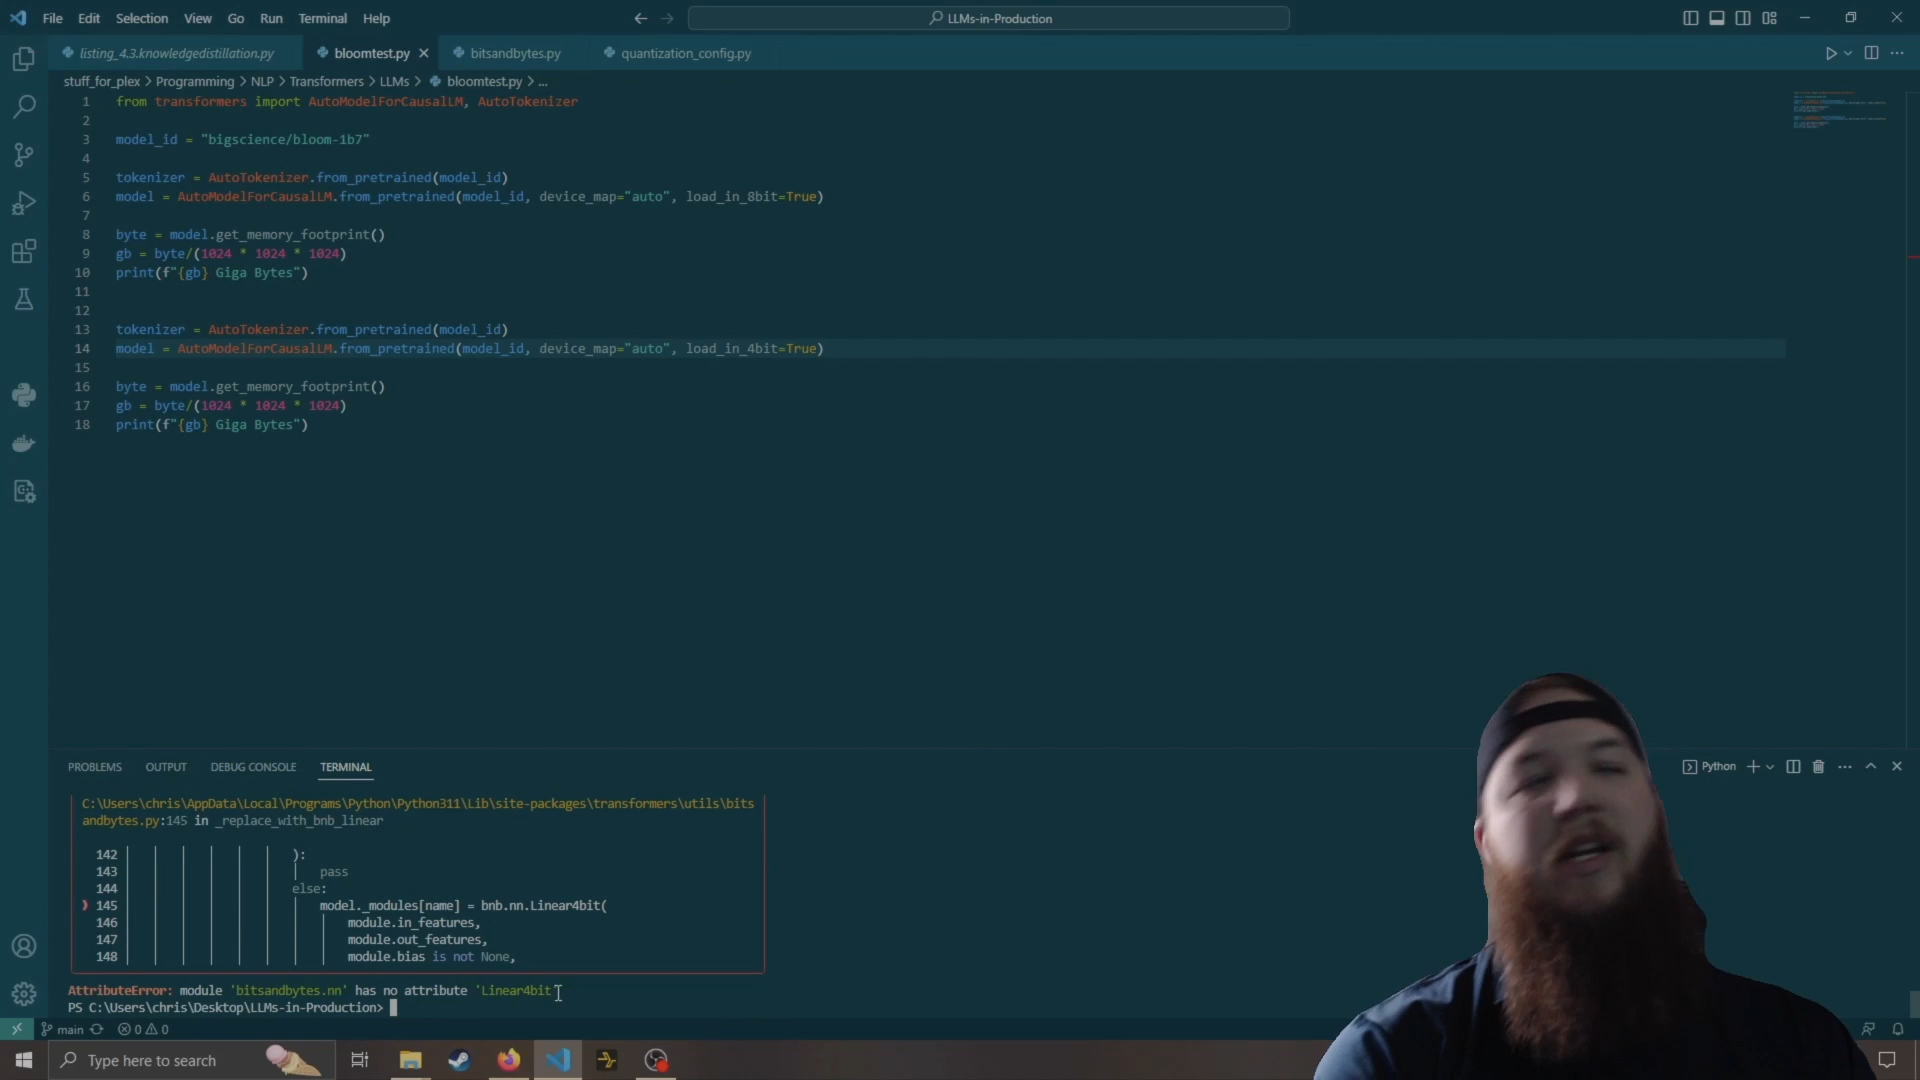 File Edit Selection View Go Run Terminal Help
LLMs-in-Production
listing_4.3.knowledgedistillation.py
bloomtest.py
bitsandbytes.py
quantization_config.py
stuff_for_plex > Programming > NLP > Transformers > LLMs > bloomtest.py > ...
1 from transformers import AutoModelForCausalLM, AutoTokenizer
2
3 model_id = "bigscience/bloom-1b7"
4
5 tokenizer = AutoTokenizer.from_pretrained(model_id)
6 model = AutoModelForCausalLM.from_pretrained(model_id, device_map="auto", load_in_8bit=True)
7
8 byte = model.get_memory_footprint()
9 gb = byte/(1024 * 1024 * 1024)
10 print(f"{gb} Giga Bytes")
11
12
13 tokenizer = AutoTokenizer.from_pretrained(model_id)
14 model = AutoModelForCausalLM.from_pretrained(model_id, device_map="auto", load_in_4bit=True)
15
16 byte = model.get_memory_footprint()
17 gb = byte/(1024 * 1024 * 1024)
18 print(f"{gb} Giga Bytes")
PROBLEMS OUTPUT DEBUG CONSOLE TERMINAL
Python
C:\Users\chris\AppData\Local\Programs\Python\Python311\Lib\site-packages\transformers\utils\bits
andbytes.py:145 in _replace_with_bnb_linear
142 ):
143 pass
144 else:
145 model._modules[name] = bnb.nn.Linear4bit(
146 module.in_features,
147 module.out_features,
148 module.bias is not None,
AttributeError: module 'bitsandbytes.nn' has no attribute 'Linear4bit'
PS C:\Users\chris\Desktop\LLMs-in-Production>
main 0 0
Type here to search